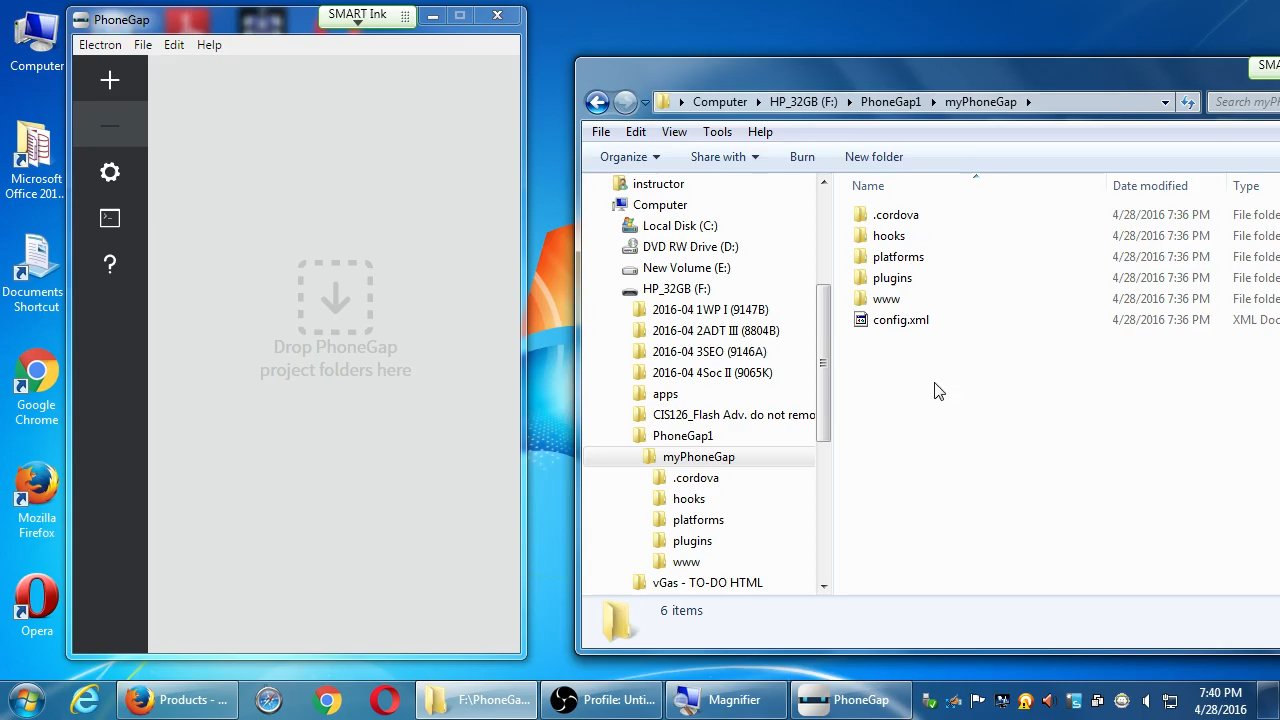 Computer
Microsoft
Office 201...
Documents
Shortcut
Google
Chrome
Mozilla
Firefox
Opera
PhoneGap
SMART Ink
Electron File Edit Help
?
Drop PhoneGap
project folders here
SMA
Computer HP_32GB (F:) PhoneGap1 myPhoneGap
Search myP
File Edit View Tools Help
Organize Share with Burn New folder
instructor
Computer
Local Disk (C:)
DVD RW Drive (D:)
New Volume (E:)
HP_32GB (F:)
2016-04 1WP I (9147B)
2016-04 2ADT III (8804B)
2016-04 3SEO (9146A)
2016-04 4Soc II (9065K)
apps
CIS126_Flash Adv. do not remo
PhoneGap1
myPhoneGap
.cordova
hooks
platforms
plugins
www
vGas - TO-DO HTML
Name Date modified Type
.cordova 4/28/2016 7:36 PM File folde
hooks 4/28/2016 7:36 PM File folde
platforms 4/28/2016 7:36 PM File folde
plugins 4/28/2016 7:36 PM File folde
www 4/28/2016 7:36 PM File folde
config.xml 4/28/2016 7:36 PM XML Doc
6 items
Products - ...
F:\PhoneGa...
Profile: Unti...
Magnifier
PhoneGap
7:40 PM
4/28/2016